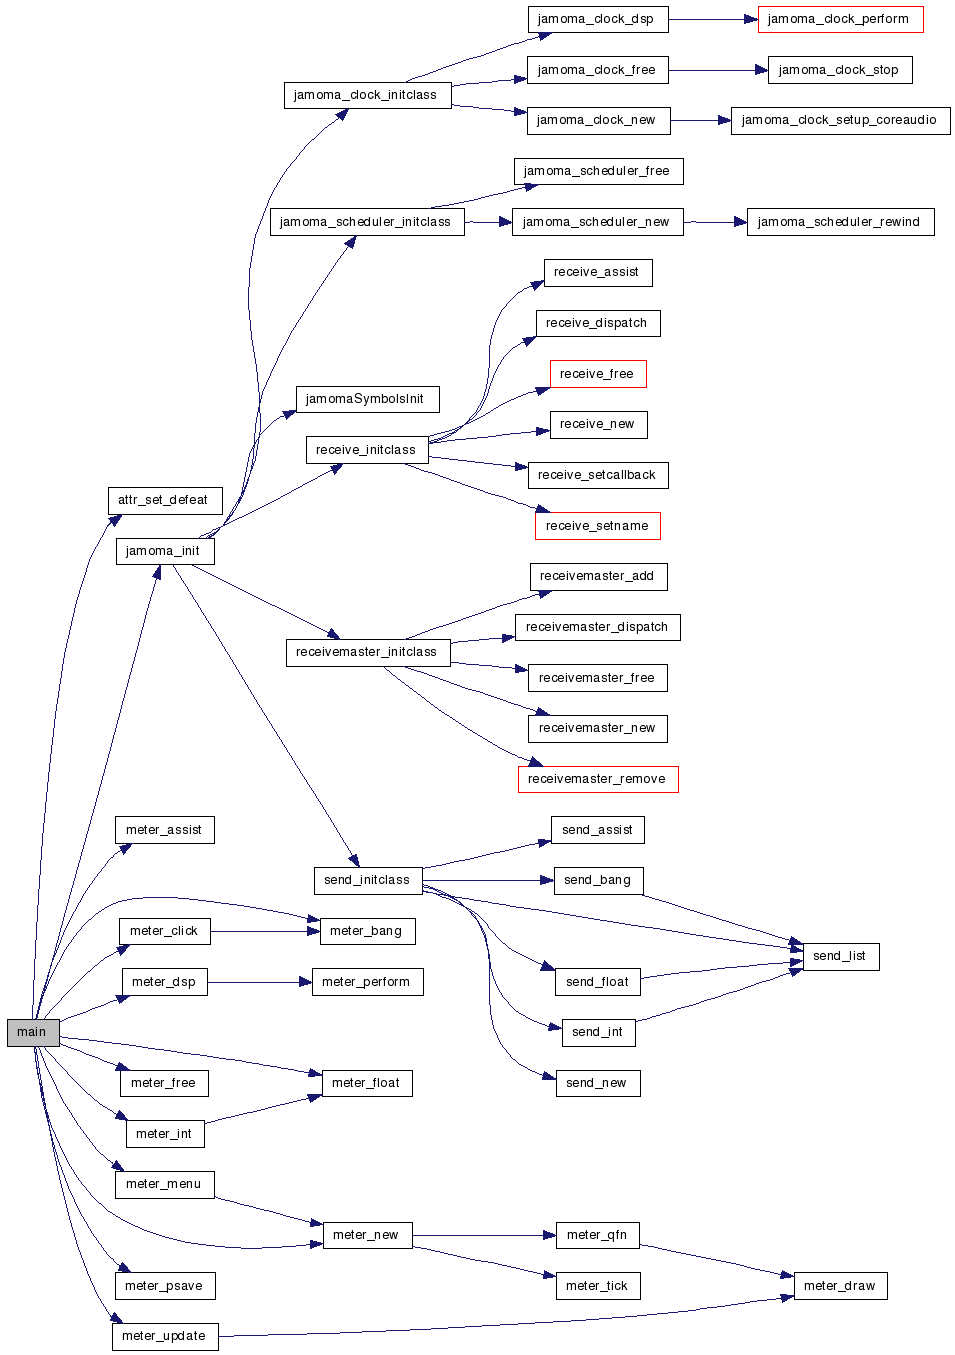 jamoma_clock_dsp
jamoma_clock_perform
jamoma_clock_free
jamoma_clock_stop
jamoma_clock_initclass
jamoma_clock_new
jamoma_clock_setup_coreaudio
jamoma_scheduler_free
jamoma_scheduler_initclass
jamoma_scheduler_new
jamoma_scheduler_rewind
receive_assist
receive_dispatch
receive_free
jamomaSymbolsInit
receive_new
receive_initclass
receive_setcallback
attr_set_defeat
receive_setname
jamoma_init
receivemaster_add
receivemaster_dispatch
receivemaster_initclass
receivemaster_free
receivemaster_new
receivemaster_remove
meter_assist
send_assist
send_initclass
send_bang
meter_click
meter_bang
send_list
meter_dsp
meter_perform
send_float
main
send_int
meter_free
meter_float
send_new
meter_int
meter_menu
meter_new
meter_qfn
meter_psave
meter_tick
meter_draw
meter_update